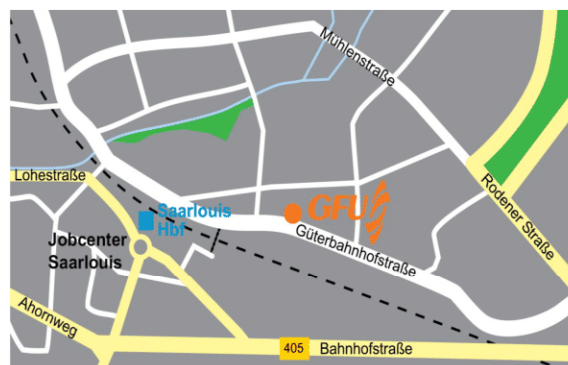 Mühlenstraße
Lohestraße
Rodener Straße
Saarlouis
Hbf
GFU
Güterbahnhofstraße
Jobcenter
Saarlouis
Ahornweg
405
Bahnhofstraße